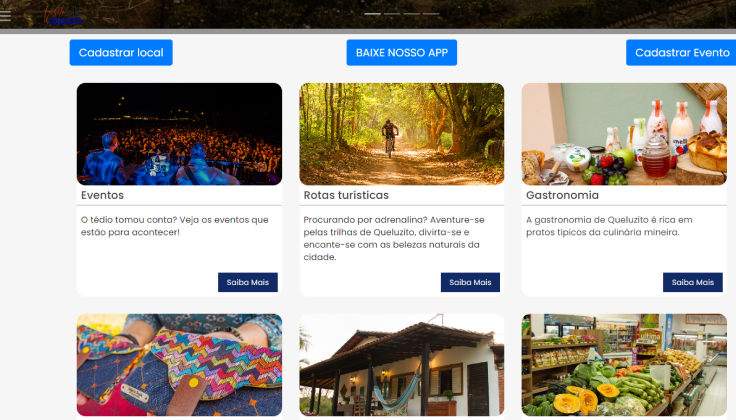 Cadastrar local
BAIXE NOSSO APP
Cadastrar Evento
Eventos
O tédio tomou conta? Veja os eventos que
estão para acontecer!
Saiba Mais
Rotas turísticas
Procurando por adrenalina? Aventure-se
pelas trilhas de Queluzito, divirta-se e
encante-se com as belezas naturais da
cidade.
Saiba Mais
Gastronomia
A gastronomia de Queluzito é rica em
pratos típicos da culinária mineira.
Saiba Mais